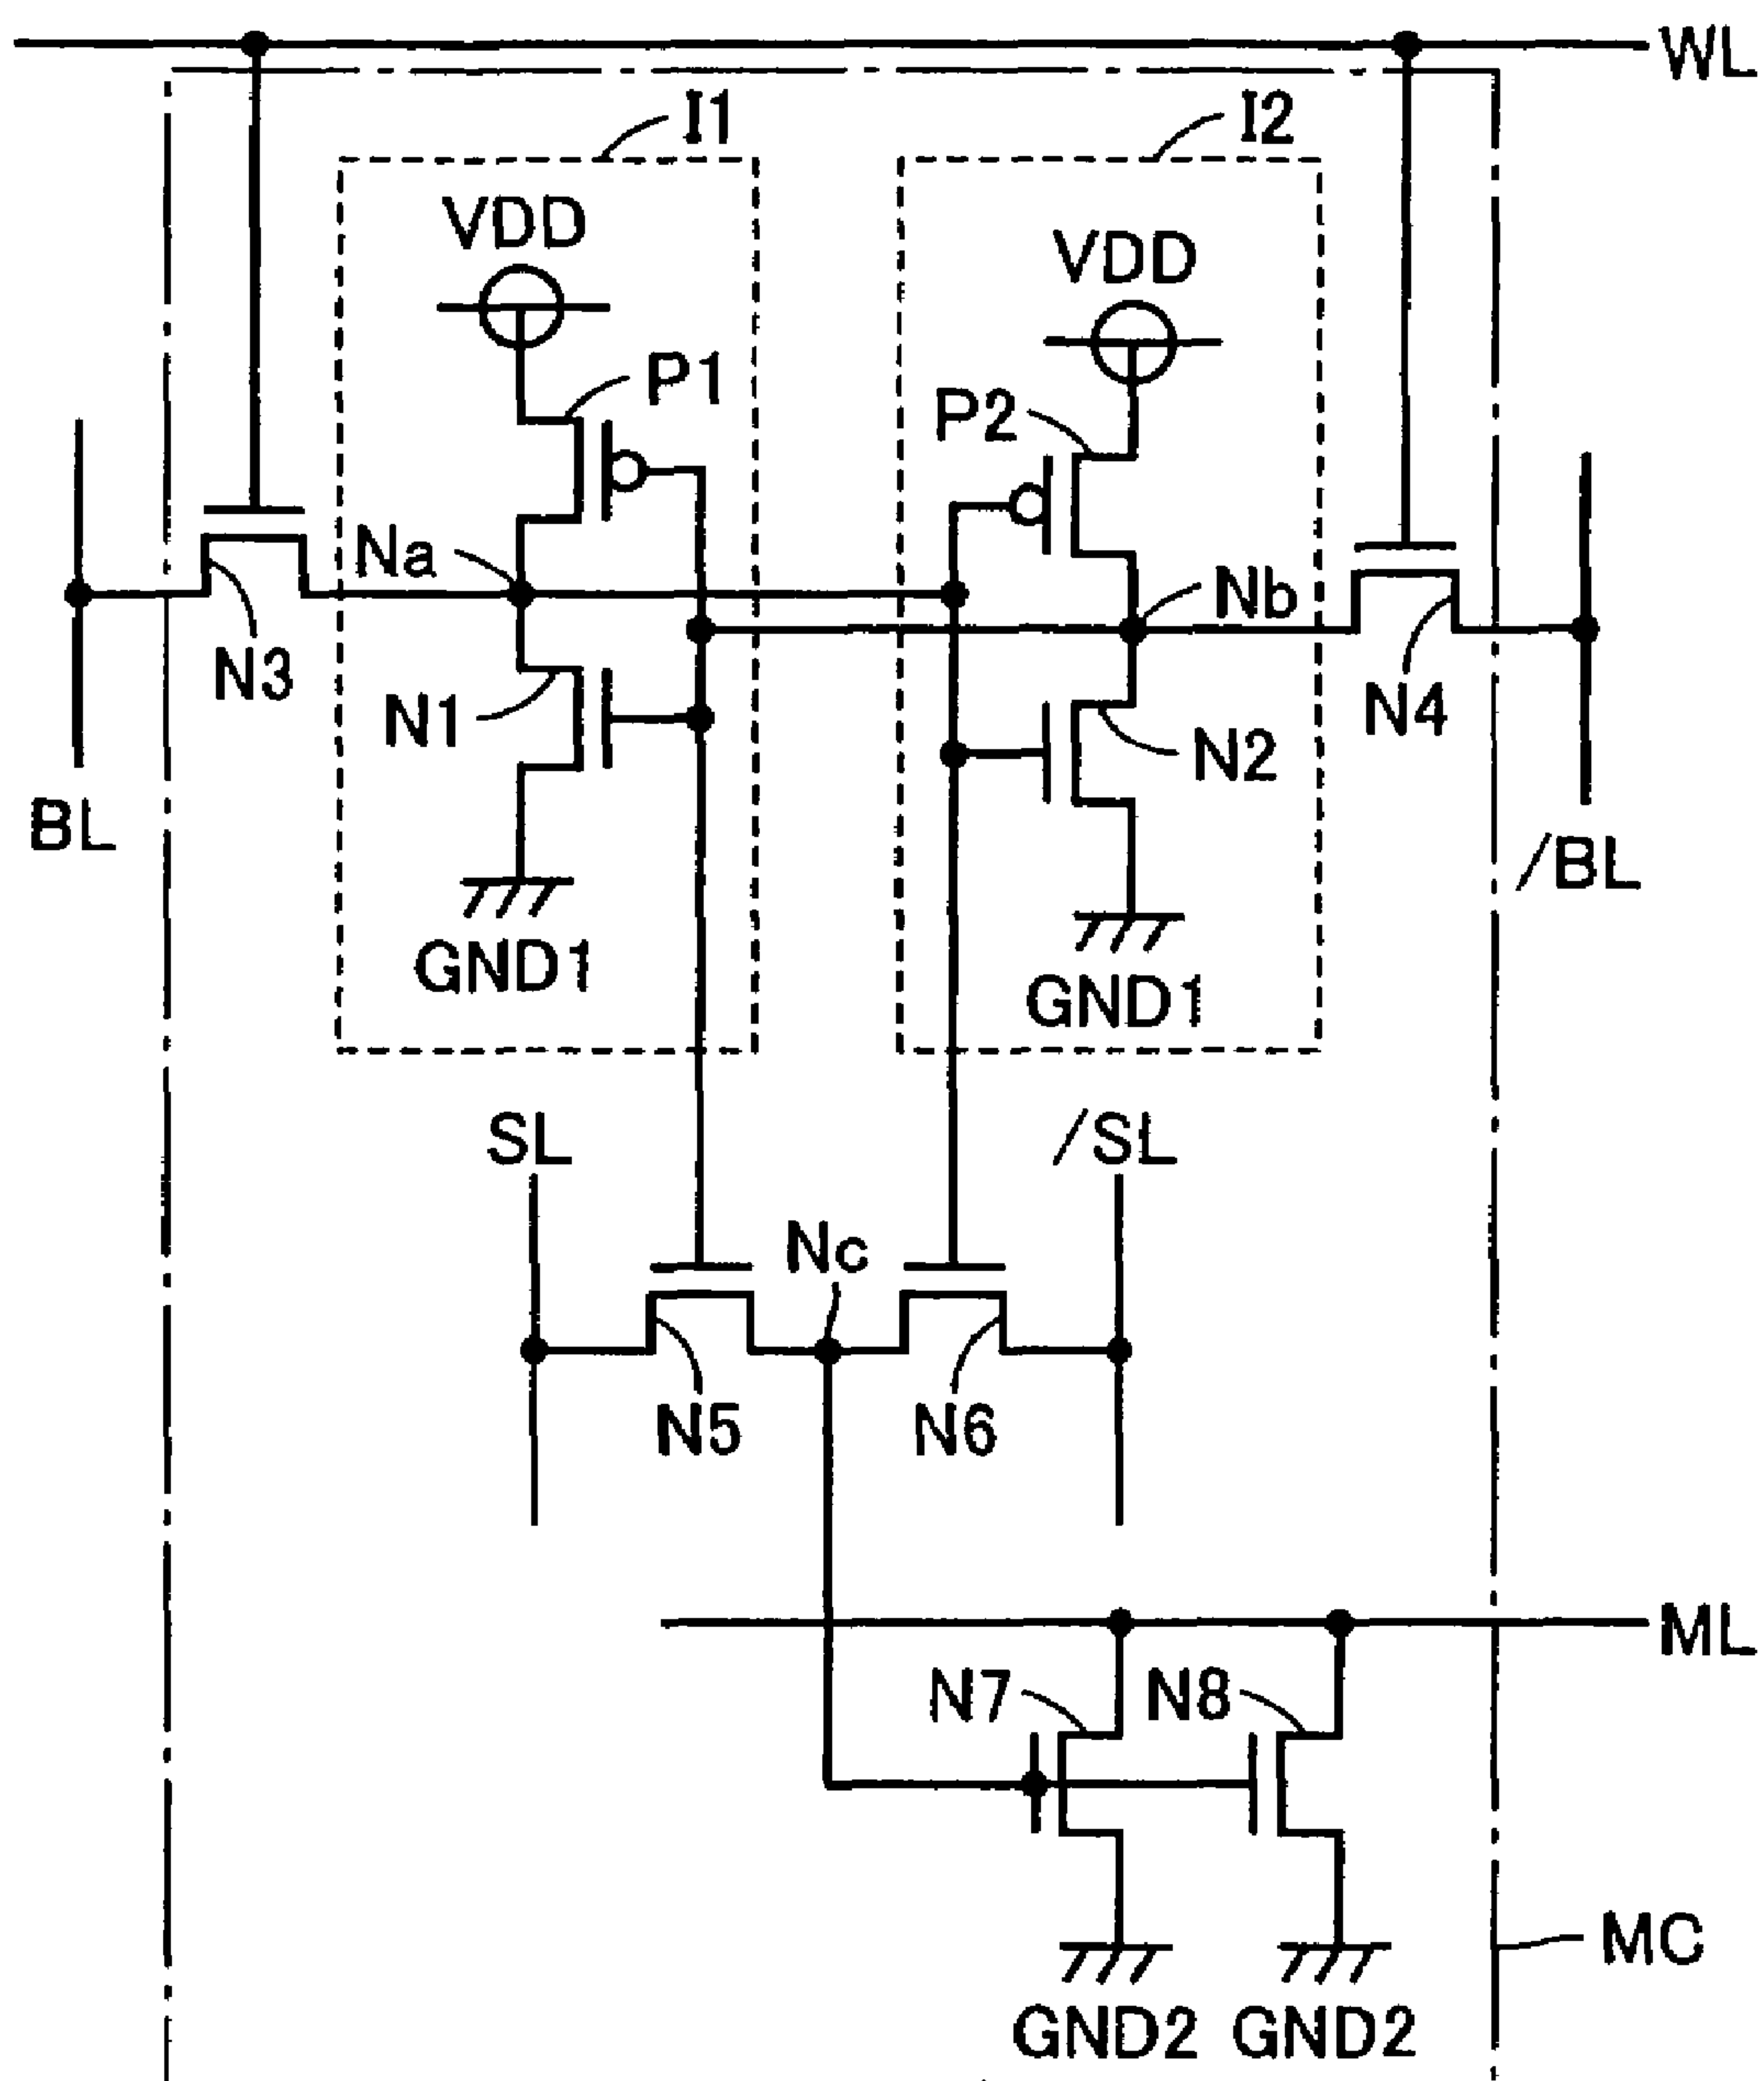 WL
I1
I2
VDD
VDD
P1
P2
Na
Nb
N3
N1
N4
N2
BL
/BL
GND1
GND1
SL
/SL
Nc
N5
N6
ML
N7
N8
MC
GND2
GND2